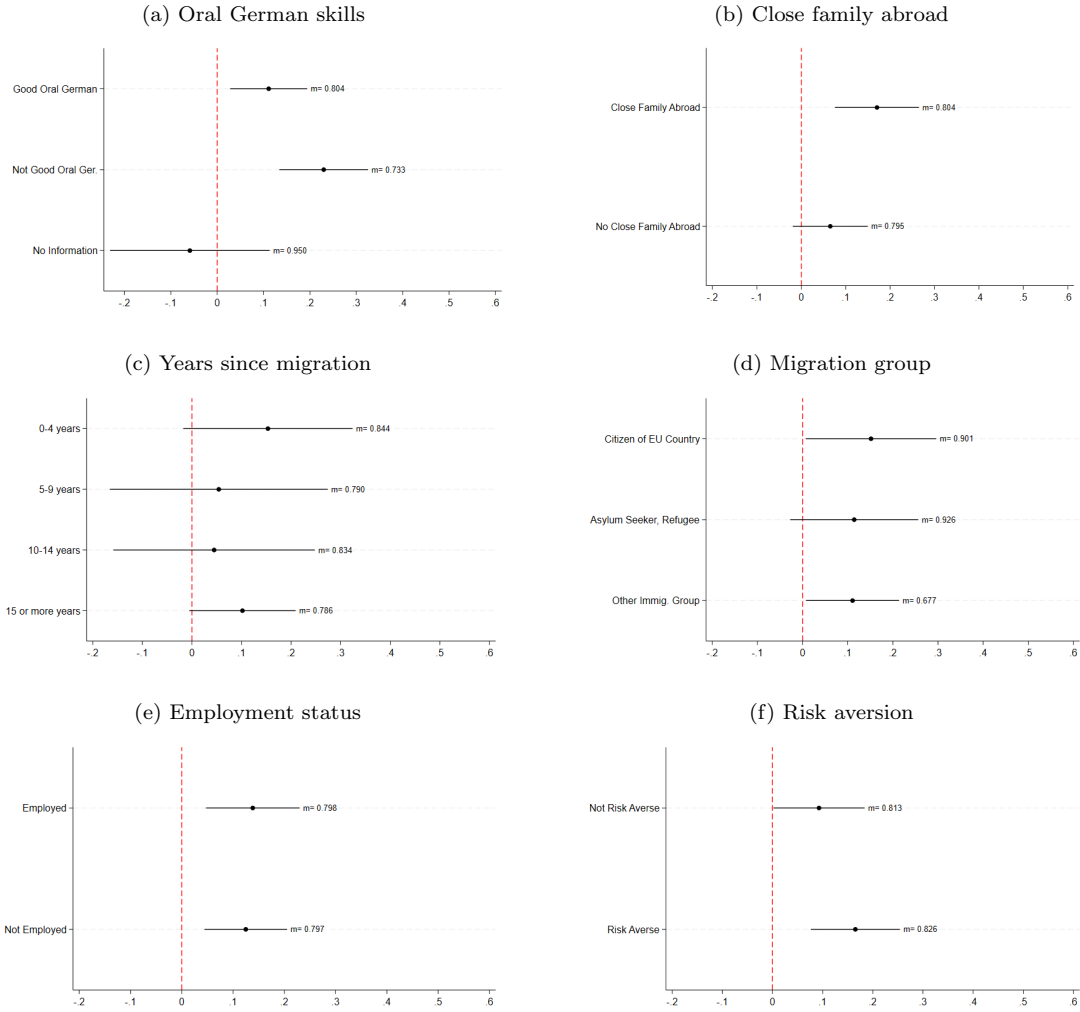 (a) Oral German skills
Good Oral German
m= 0.804
Not Good Oral Ger.
m= 0.733
No Information
m= 0.950
-.2 -.1 0 .1 .2 .3 .4 .5 .6
(b) Close family abroad
Close Family Abroad
m= 0.804
No Close Family Abroad
m= 0.795
-.2 -.1 0 .1 .2 .3 .4 .5 .6
(c) Years since migration
0-4 years
m= 0.844
5-9 years
m= 0.790
10-14 years
m= 0.834
15 or more years
m= 0.786
-.2 -.1 0 .1 .2 .3 .4 .5 .6
(d) Migration group
Citizen of EU Country
m= 0.901
Asylum Seeker, Refugee
m= 0.926
Other Immig. Group
m= 0.677
-.2 -.1 0 .1 .2 .3 .4 .5 .6
(e) Employment status
Employed
m= 0.798
Not Employed
m= 0.797
-.2 -.1 0 .1 .2 .3 .4 .5 .6
(f) Risk aversion
Not Risk Averse
m= 0.813
Risk Averse
m= 0.826
-.2 -.1 0 .1 .2 .3 .4 .5 .6